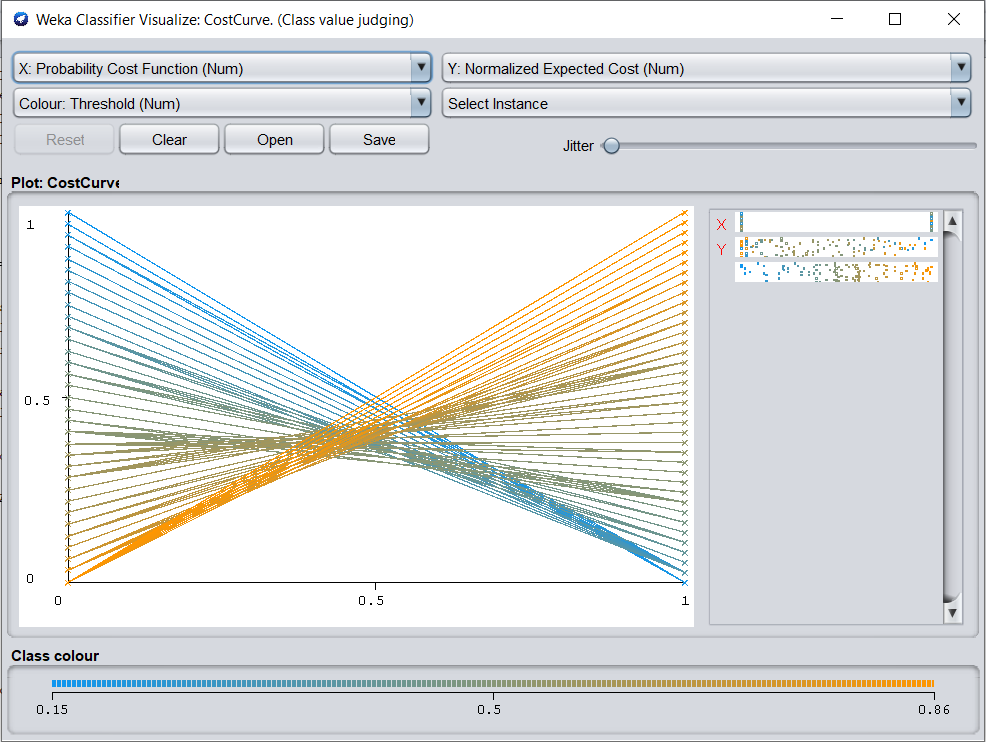 Weka Classifier Visualize: CostCurve. (Class value judging)
X: Probability Cost Function (Num)
Y: Normalized Expected Cost (Num)
Colour: Threshold (Num)
Select Instance
Reset
Clear
Open
Save
Jitter
Plot: CostCurve
1
0.5
0
0
0.5
1
X
Y
Class colour
0.15
0.5
0.86